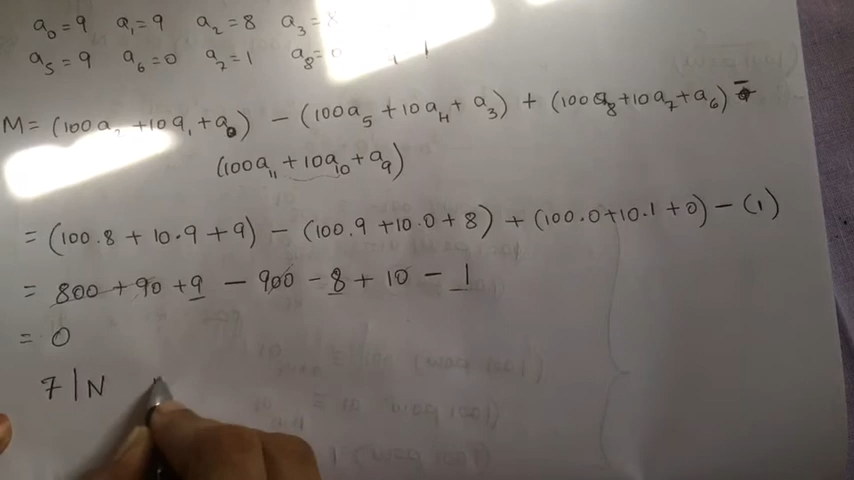 a₀=9 a₁=9 a₂=8 a₃=8
a₅=9 a₆=0 a₇=1 a₈=0
M= (100a₂+10a₁+a₀) - (100a₅+10a₄+a₃) + (100a₈+10a₇+a₆) -
(100a₁₁+10a₁₀+a₉)
= (100.8 + 10.9 + 9) - (100.9 +10.0+8) + (100.0+10.1+0) - (1)
= 800 + 90 + 9 - 900 - 8 + 10 - 1
= 0
7 | N